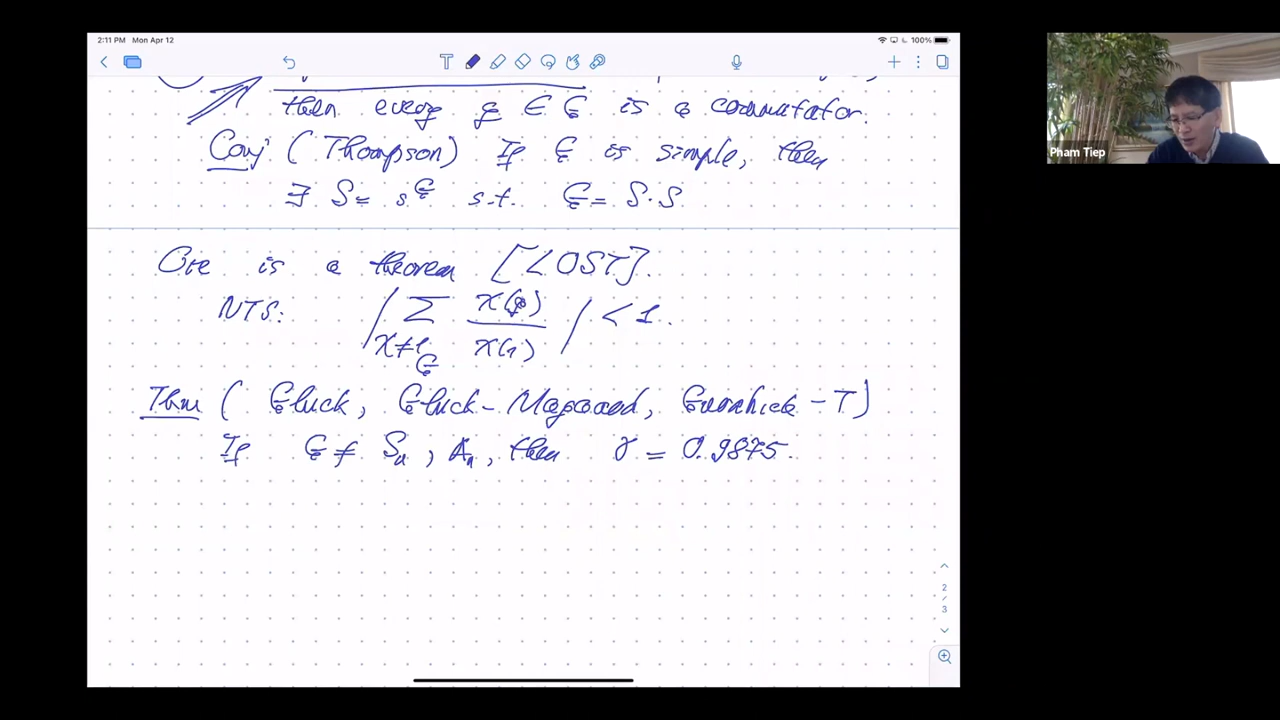 2:11 PM Mon Apr 12
100%
then every g ∈ G is a commutator.
Conj (Thompson) If G is simple, then
∃ S = s^G s.t. G = S·S
Ore is a theorem [LOST].
NTS: | Σ_{χ≠1_G} χ(g)/χ(1) | < 1.
Thm (Gluck, Gluck-Magaard, Guralnick-T)
If G ≠ S_n, A_n, then γ = 0.9875.
2
/
3
Pham Tiep